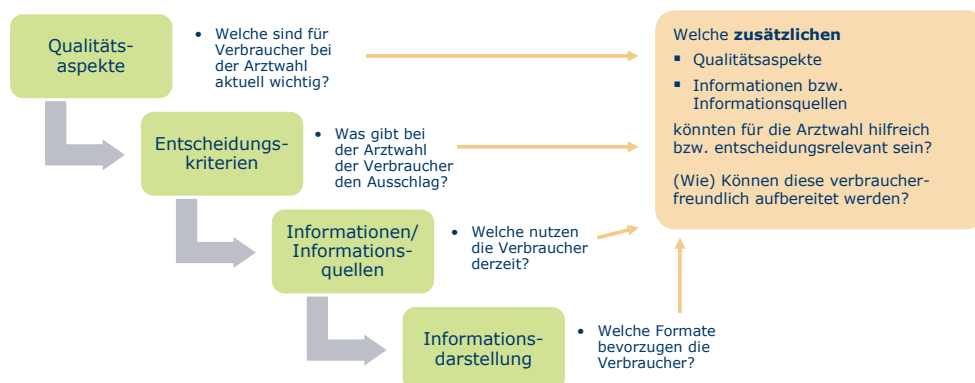 Qualitäts-
aspekte
• Welche sind für
Verbraucher bei
der Arztwahl
aktuell wichtig?
Entscheidungs-
kriterien
• Was gibt bei
der Arztwahl
der Verbraucher
den Ausschlag?
Informationen/
Informations-
quellen
• Welche nutzen
die Verbraucher
derzeit?
Informations-
darstellung
• Welche Formate
bevorzugen die
Verbraucher?
Welche zusätzlichen
▪ Qualitätsaspekte
▪ Informationen bzw.
Informationsquellen
könnten für die Arztwahl hilfreich
bzw. entscheidungsrelevant sein?
(Wie) Können diese verbraucher-
freundlich aufbereitet werden?